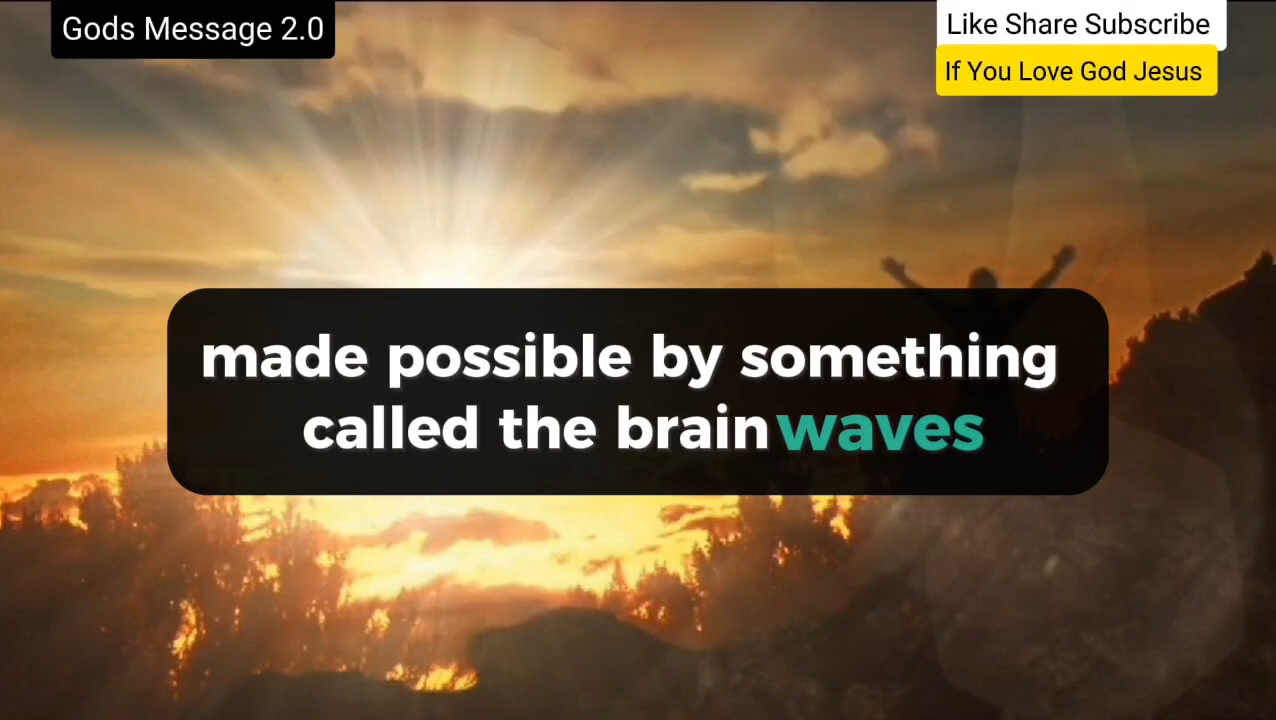 Gods Message 2.0
Like Share Subscribe
If You Love God Jesus
made possible by something
called the brain waves